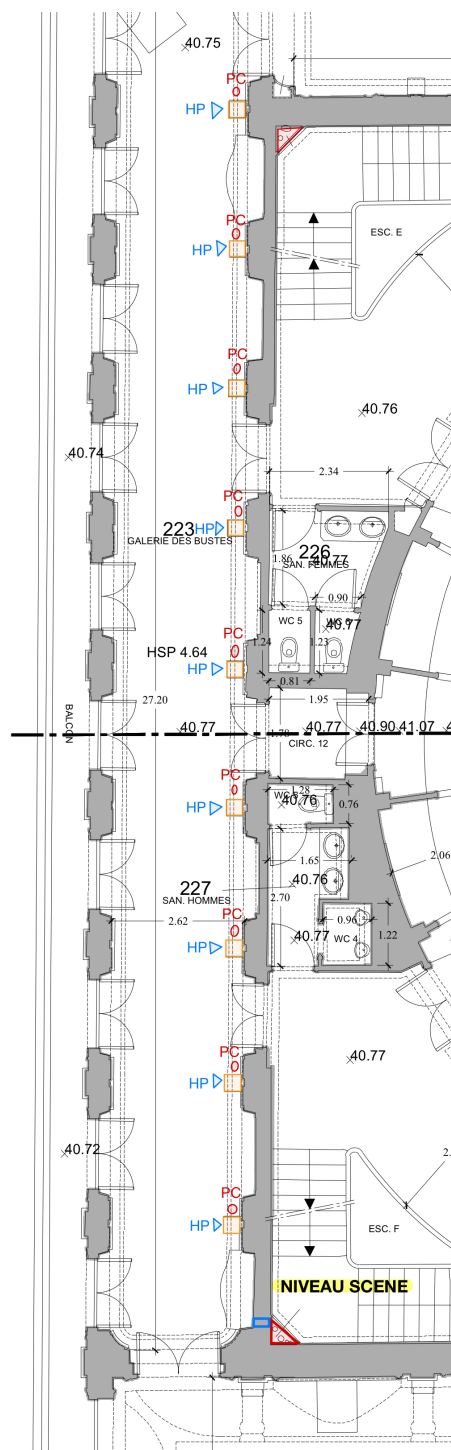 40.75
PC
HP
PC
ESC. E
HP
PC
HP
40.76
40.74
2.34
PC
223
HP
GALERIE DES BUSTES
226
40.77
SAN. FEMMES
1.86
0.90
WC 5
40.77
PC
1.24
1.23
HSP 4.64
HP
0.81
27.20
1.95
BALCON
40.77
1.78
40.77
40.90
41.07
CIRC. 12
PC
1.28
40.76
0.76
HP
1.65
2.06
40.76
227
SAN. HOMMES
2.70
2.62
PC
0.96
HP
40.77
WC 4
1.22
PC
40.77
HP
40.72
PC
HP
ESC. F
NIVEAU SCENE